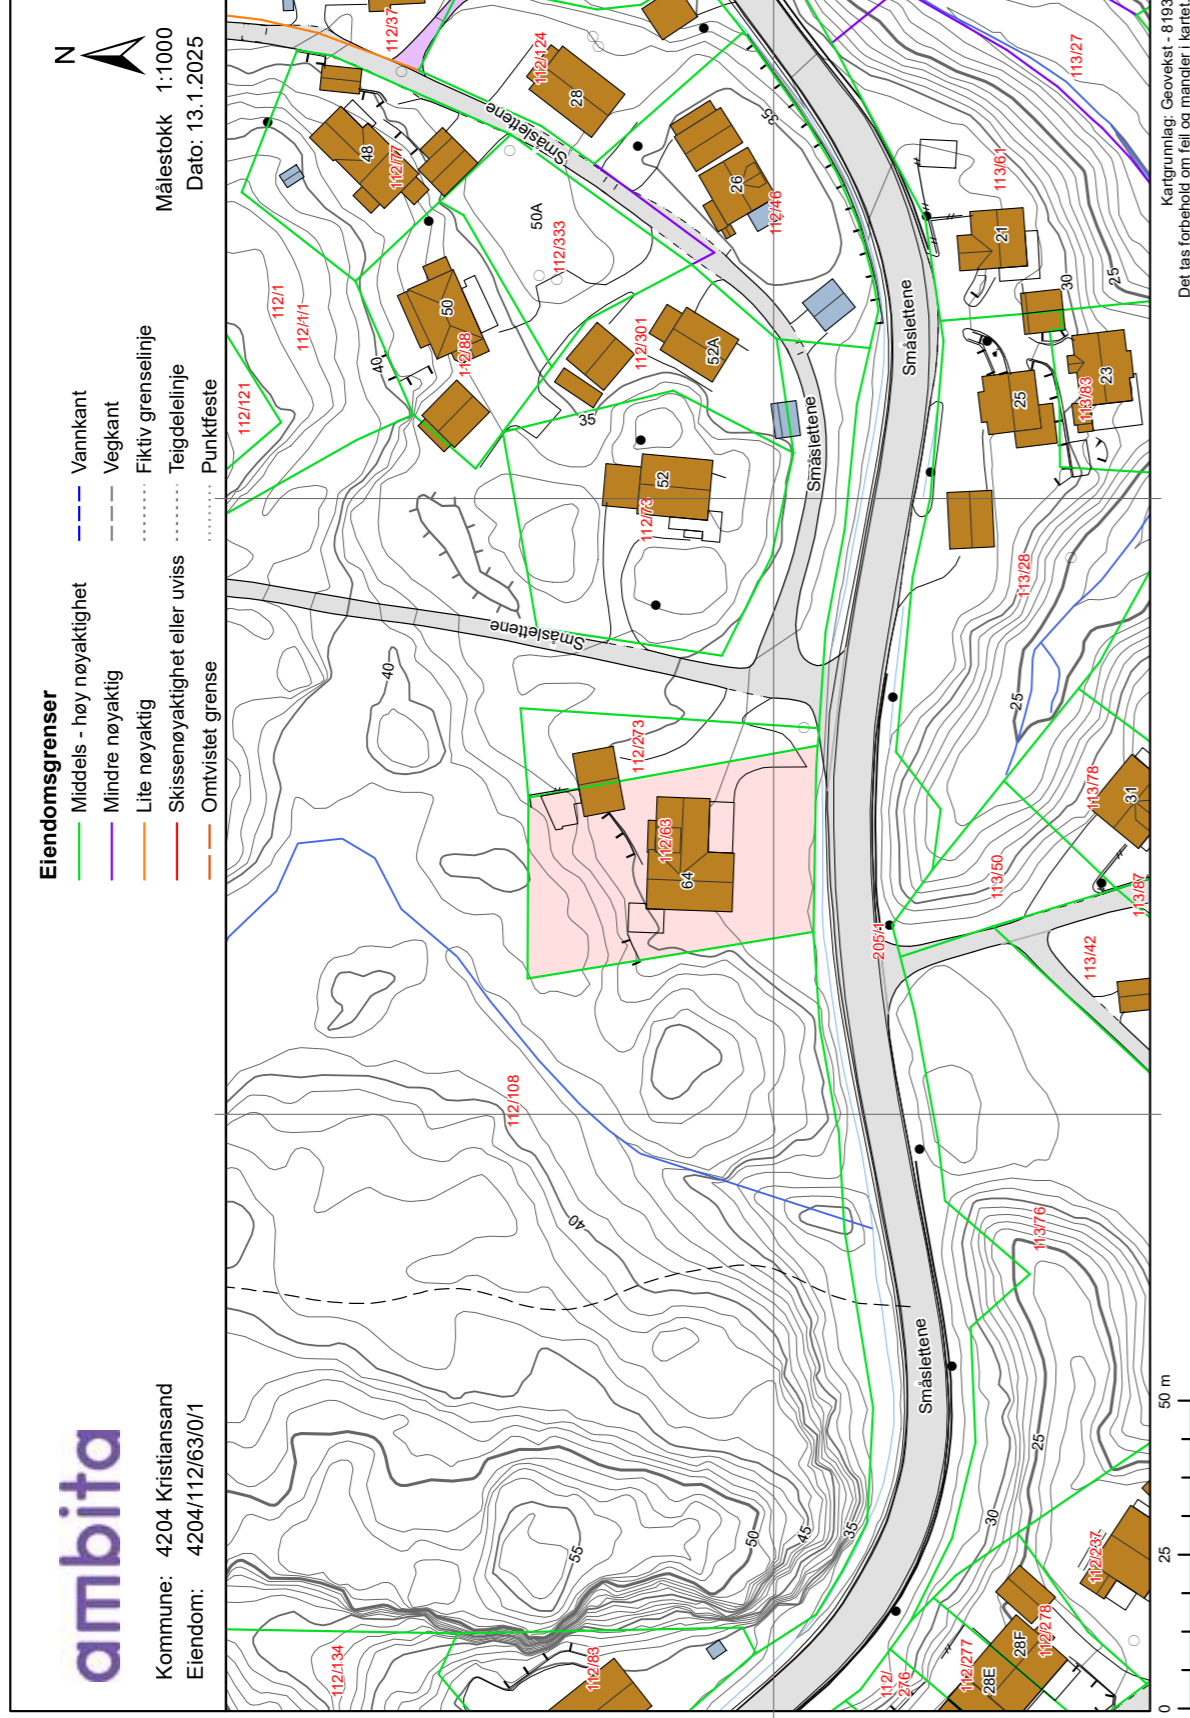 ambita
Kommune: 4204 Kristiansand
Eiendom: 4204/112/63/0/1
Eiendomsgrenser
Middels - høy nøyaktighet
Mindre nøyaktig
Lite nøyaktig
Skissenøyaktighet eller uviss
Omtvistet grense
Vannkant
Vegkant
Fiktiv grenselinje
Teigdelelinje
Punktfeste
N
Målestokk 1:1000
Dato: 13.1.2025
112/134
112/83
112/108
112/121
112/1
112/1/1
112/37
112/77
48
112/124
28
50
112/88
50A
112/333
112/301
52A
26
112/46
52
112/73
112/273
112/63
64
205/1
21
113/61
113/27
25
23
113/83
113/28
113/78
31
113/50
113/87
113/42
113/76
112/237
28F
112/278
28E
112/277
112/
276
Småslettene
Småslettene
Småslettene
Småslettene
Småslettene
40
40
40
35
35
30
25
25
55
50
45
35
30
25
0
25
50 m
Kartgrunnlag: Geovekst - 8193
Det tas forbehold om feil og mangler i kartet.